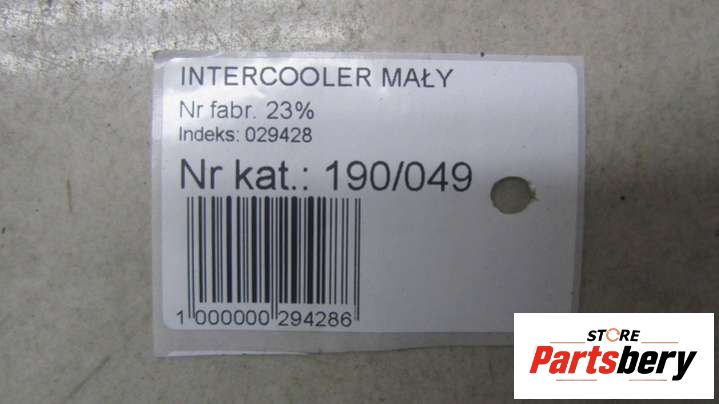 INTERCOOLER MAŁY
Nr fabr. 23%
Indeks: 029428
Nr kat.: 190/049
1 000000 294286
STORE
Partsbery